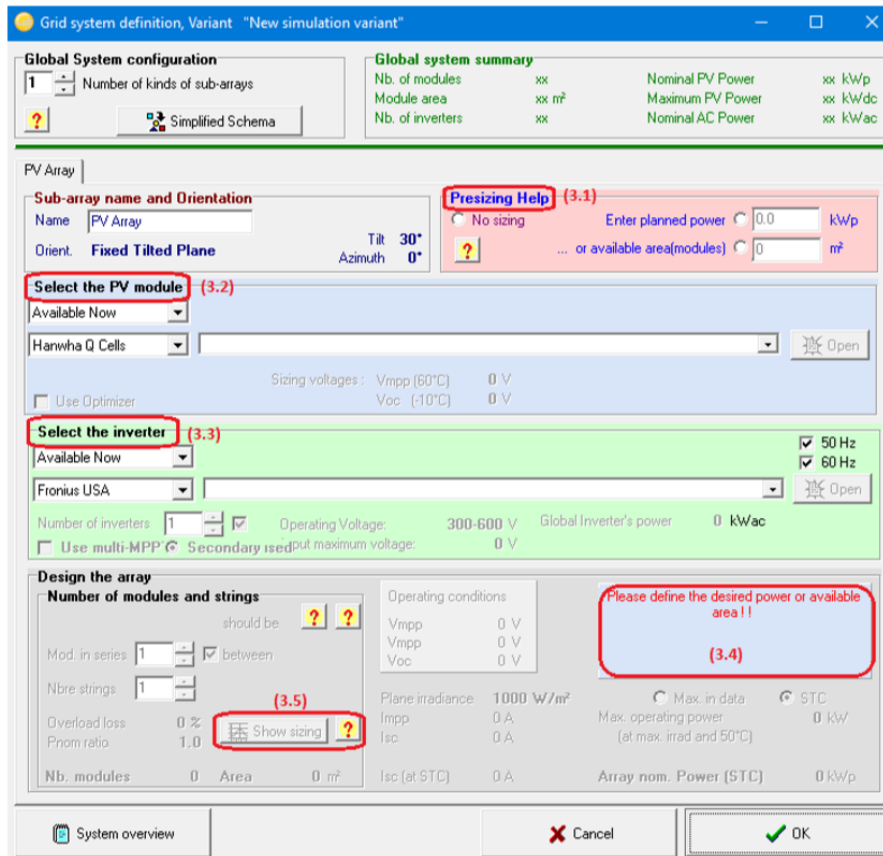 Grid system definition, Variant "New simulation variant"
Global System configuration
1 Number of kinds of sub-arrays
? Simplified Schema
Global system summary
Nb. of modules xx Nominal PV Power xx kWp
Module area xx m² Maximum PV Power xx kWdc
Nb. of inverters xx Nominal AC Power xx kWac
PV Array
Sub-array name and Orientation
Name PV Array
Orient. Fixed Tilted Plane
Tilt 30°
Azimuth 0°
Presizing Help (3.1)
No sizing Enter planned power 0.0 kWp
? ... or available area(modules) 0 m²
Select the PV module (3.2)
Available Now
Hanwha Q Cells Open
Sizing voltages : Vmpp (60°C) 0 V
Use Optimizer Voc (-10°C) 0 V
Select the inverter (3.3)
50 Hz
Available Now 60 Hz
Fronius USA Open
Number of inverters 1 Operating Voltage: 300-600 V Global Inverter's power 0 kWac
Use multi-MPP Secondary ised put maximum voltage: 0 V
Design the array
Number of modules and strings
should be ? ?
Mod. in series 1 between
Nbre strings 1
(3.5)
Overload loss 0 % Show sizing ?
Pnom ratio 1.0
Nb. modules 0 Area 0 m²
Operating conditions
Vmpp 0 V
Vmpp 0 V
Voc 0 V
Plane irradiance 1000 W/m²
Impp 0 A
Isc 0 A
Isc (at STC) 0 A
Please define the desired power or available
area ! !
(3.4)
Max. in data STC
Max. operating power 0 kW
(at max. irrad and 50°C)
Array nom. Power (STC) 0 kWp
System overview Cancel OK